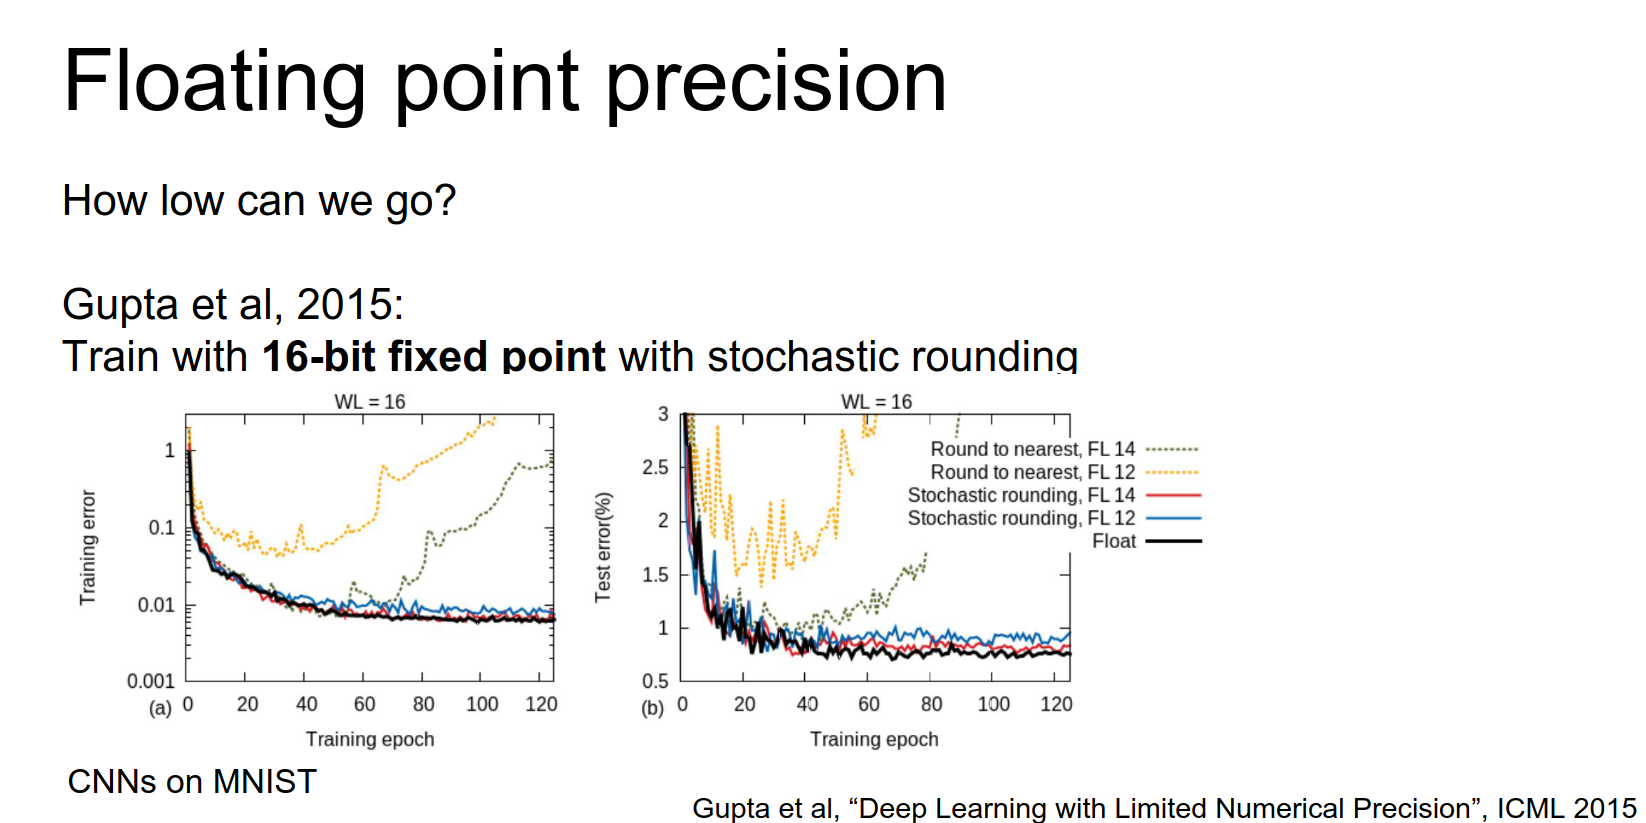 Floating point precision
How low can we go?
Gupta et al, 2015:
Train with 16-bit fixed point with stochastic rounding
WL = 16
1
0.1
0.01
0.001
Training error
(a) 0 20 40 60 80 100 120
Training epoch
WL = 16
3
2.5
2
1.5
1
0.5
Test error(%)
(b) 0 20 40 60 80 100 120
Training epoch
Round to nearest, FL 14
Round to nearest, FL 12
Stochastic rounding, FL 14
Stochastic rounding, FL 12
Float
CNNs on MNIST
Gupta et al, “Deep Learning with Limited Numerical Precision”, ICML 2015